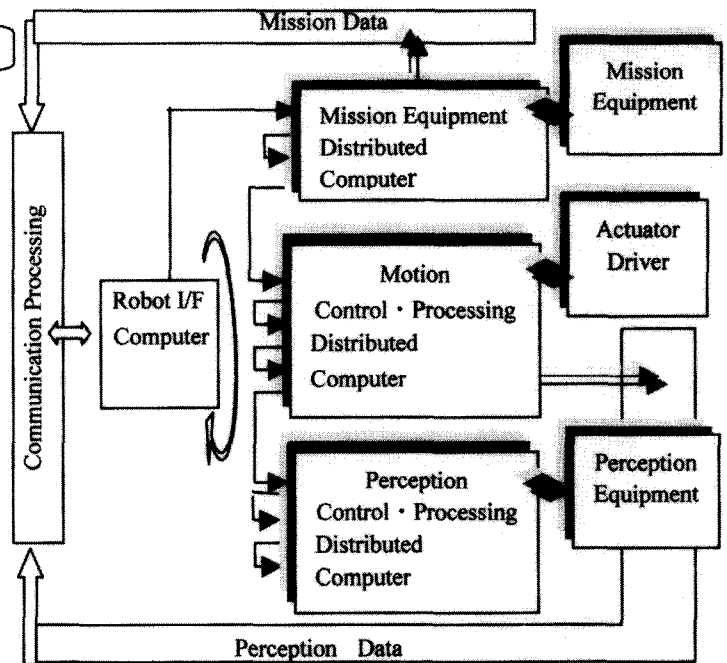 Mission Data
Mission Equipment
Distributed
Computer
Mission
Equipment
Communication Processing
Robot I/F
Computer
Motion
Control・Processing
Distributed
Computer
Actuator
Driver
Perception
Control・Processing
Distributed
Computer
Perception
Equipment
Perception Data